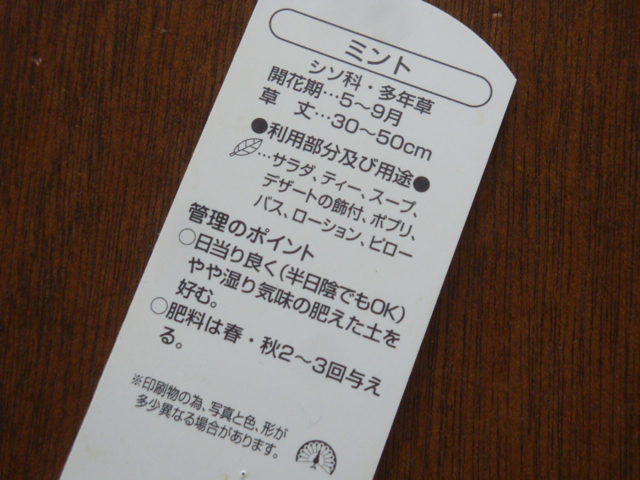 ミント
シソ科・多年草
開花期…5～9月
草　丈…30～50cm
●利用部分及び用途●
…サラダ、ティー、スープ、
デザートの飾付、ポプリ、
バス、ローション、ピロー
管理のポイント
○日当り良く(半日陰でもOK)
やや湿り気味の肥えた土を
好む。
○肥料は春・秋2～3回与え
る。
※印刷物の為、写真と色、形が
多少異なる場合があります。